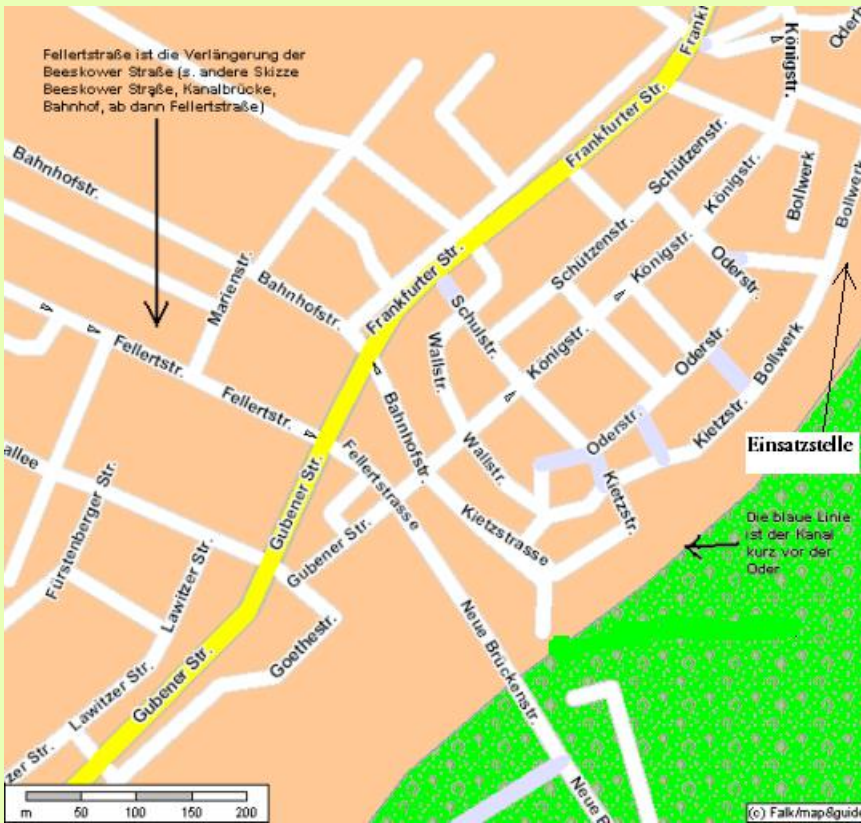 Fellertstraße ist die Verlängerung der
Beeskower Straße (s. andere Skizze
Beeskower Straße, Kanalbrücke,
Bahnhof, ab dann Fellertstraße)
Königstr.
Oderb
Frankf
Frankfurter Str.
Bahnhofstr.
Schützenstr.
Königstr.
Bollwerk
Bollwerk
Marienstr.
Bahnhofstr.
Frankfurter Str.
Schützenstr.
Königstr.
Oderstr.
Schulstr.
Wallstr.
Königstr.
Oderstr.
Bollwerk
Fellertstr.
Fellertstr.
Bahnhofstr.
Wallstr.
Oderstr.
Kietzstr.
Einsatzstelle
allee
Fürstenberger Str.
Gubener Str.
Fellertstrasse
Kietzstr.
Kietzstrasse
Die blaue Linie
ist der Kanal
kurz vor der
Oder
Gubener Str.
Lawitzer Str.
Goethestr.
Neue Brückenstr.
Lawitzer Str.
Gubener Str.
zer Str.
Neue B
m 50 100 150 200
(c) Falk/map&guide